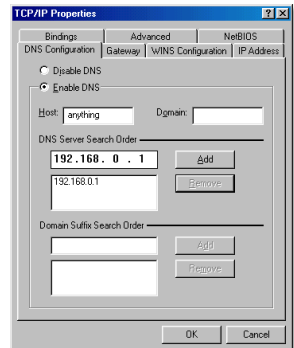 TCP/IP Properties
Bindings Advanced NetBIOS
DNS Configuration Gateway WINS Configuration IP Address
Disable DNS
Enable DNS
Host: anything Domain:
DNS Server Search Order
192.168. 0 . 1 Add
192.168.0.1 Remove
Domain Suffix Search Order
Add
Remove
OK Cancel